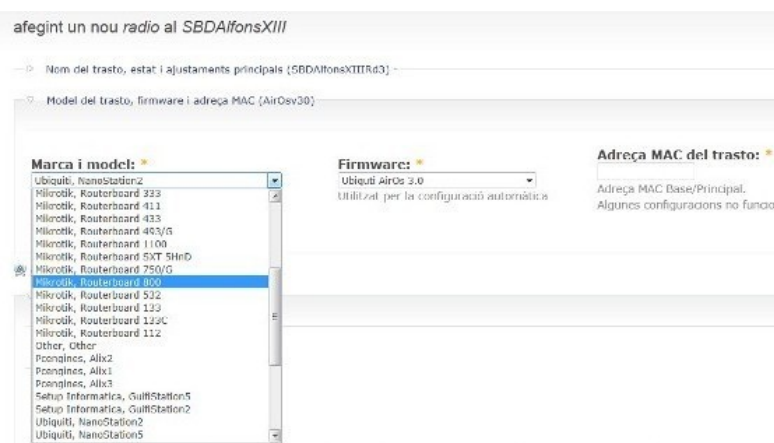 afegint un nou radio al SBDAlfonsXIII
Nom del trasto, estat i ajustaments principals (SBDAlfonsXIIIRd3) -
Model del trasto, firmware i adreça MAC (AirOsv30)
Marca i model: *
Ubiquiti, NanoStation2
Mikrotik, Routerboard 333
Mikrotik, Routerboard 411
Mikrotik, Routerboard 433
Mikrotik, Routerboard 493/G
Mikrotik, Routerboard 1100
Mikrotik, Routerboard SXT 5HnD
Mikrotik, Routerboard 750/G
Mikrotik, Routerboard 800
Mikrotik, Routerboard 532
Mikrotik, Routerboard 133
Mikrotik, Routerboard 133C
Mikrotik, Routerboard 112
Other, Other
Pcengines, Alix2
Pcengines, Alix1
Pcengines, Alix3
Setup Informatica, GuifiStation5
Setup Informatica, GuifiStation2
Ubiquiti, NanoStation2
Ubiquiti, NanoStation5
Firmware: *
Ubiquti AirOs 3.0
Utilitzat per la configuració automàtica
Adreça MAC del trasto: *
Adreça MAC Base/Principal.
Algunes configuracions no funcio